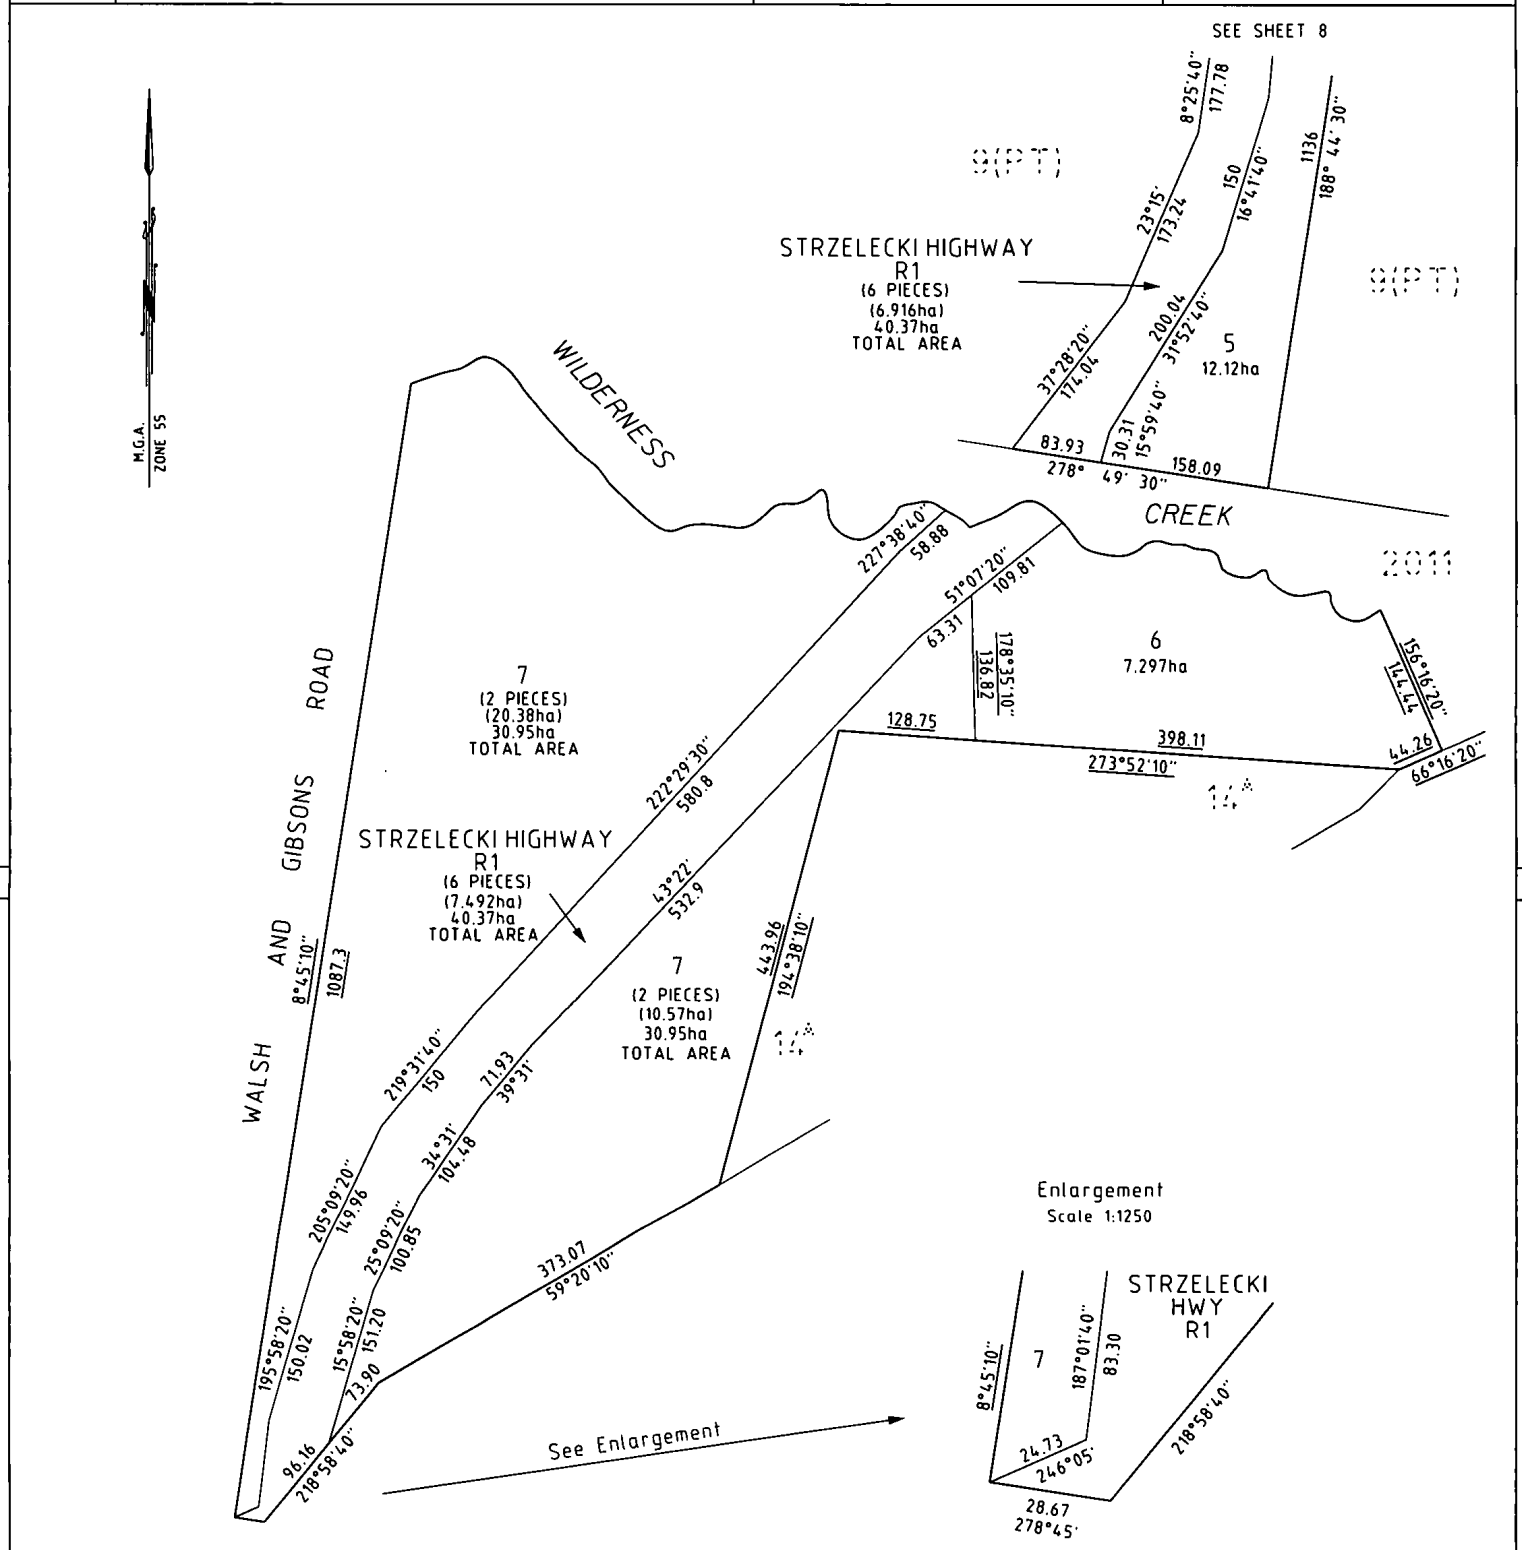 SEE SHEET 8
8°25'40"
177.78
9(PT)
23°15'
173.24
150
16°41'40"
1136
188° 44' 30"
9(PT)
STRZELECKI HIGHWAY
R1
(6 PIECES)
(6.916ha)
40.37ha
TOTAL AREA
200.04
31°52'40"
37°28'20"
174.04
5
12.12ha
30.31
15°59'40"
83.93
158.09
278° 49' 30"
M.G.A.
ZONE 55
WILDERNESS
CREEK
2011
227°38'40"
58.88
51°07'20"
109.81
63.31
178°35'10"
136.82
6
7.297ha
156°16'20"
144.44
128.75
398.11
273°52'10"
44.26
66°16'20"
14A
WALSH AND GIBSONS ROAD
8°45'10"
1087.3
7
(2 PIECES)
(20.38ha)
30.95ha
TOTAL AREA
222°29'30"
580.8
STRZELECKI HIGHWAY
R1
(6 PIECES)
(7.492ha)
40.37ha
TOTAL AREA
43°22'
532.9
443.96
194°38'10"
7
(2 PIECES)
(10.57ha)
30.95ha
TOTAL AREA
14A
219°31'40"
150
71.93
39°31'
34°31'
104.48
205°09'20"
149.96
25°09'20"
100.85
195°58'20"
150.02
15°58'20"
151.20
373.07
59°20'10"
73.90
96.16
218°58'40"
See Enlargement
Enlargement
Scale 1:1250
STRZELECKI
HWY
R1
8°45'10"
7
187°01'40"
83.30
218°58'40"
24.73
246°05'
28.67
278°45'